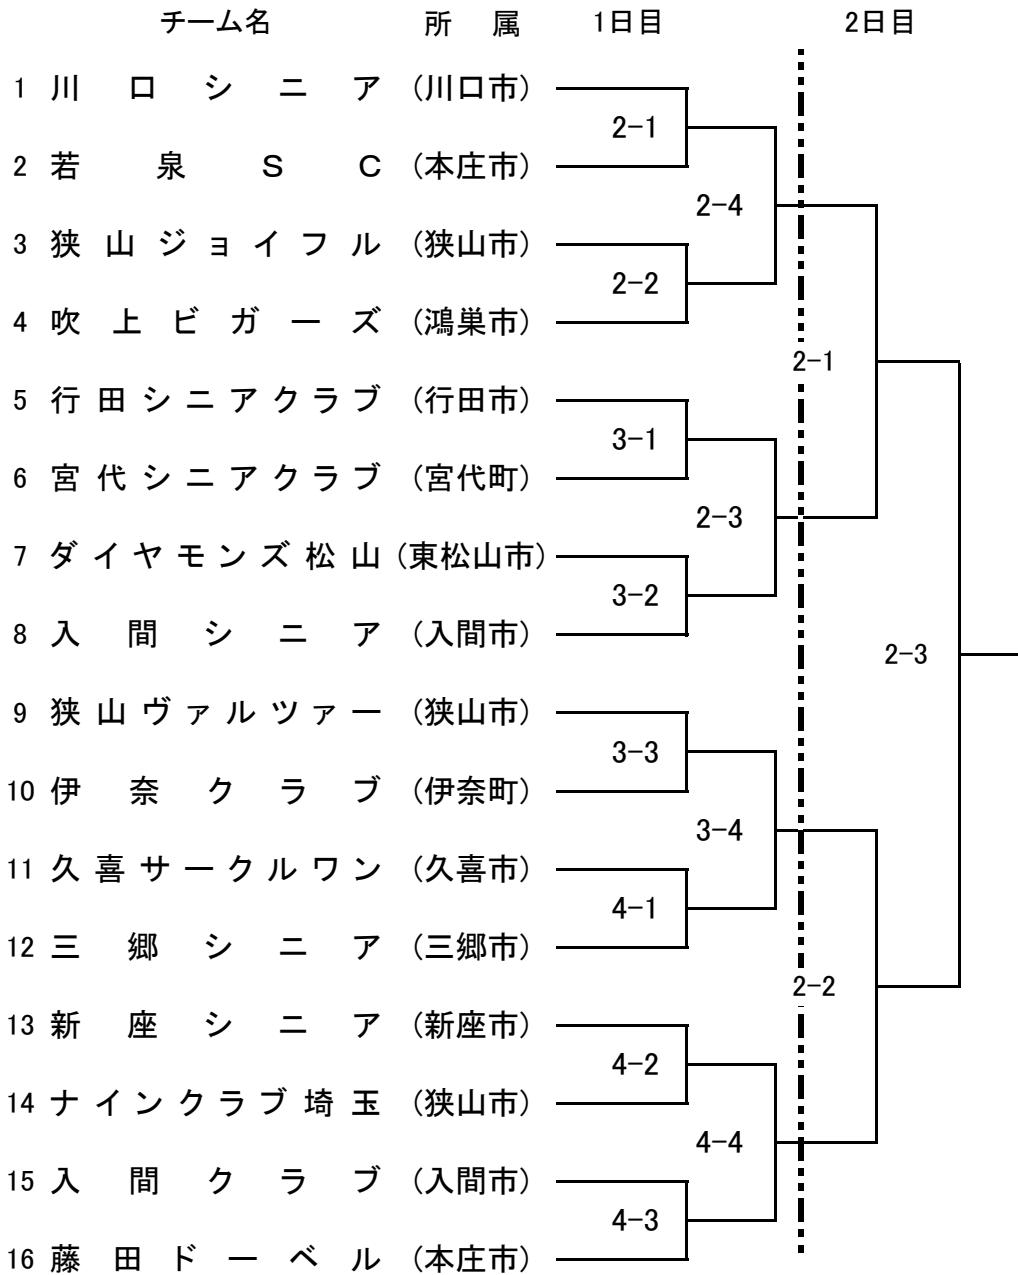 チーム名 所属 1日目 2日目
1 川口シニア (川口市)
2-1
2 若泉SC (本庄市)
2-4
3 狭山ジョイフル (狭山市)
2-2
4 吹上ビガーズ (鴻巣市)
2-1
5 行田シニアクラブ (行田市)
3-1
6 宮代シニアクラブ (宮代町)
2-3
7 ダイヤモンズ松山 (東松山市)
3-2
8 入間シニア (入間市)
2-3
9 狭山ヴァルツァー (狭山市)
3-3
10 伊奈クラブ (伊奈町)
3-4
11 久喜サークルワン (久喜市)
4-1
12 三郷シニア (三郷市)
2-2
13 新座シニア (新座市)
4-2
14 ナインクラブ埼玉 (狭山市)
4-4
15 入間クラブ (入間市)
4-3
16 藤田ドーベル (本庄市)